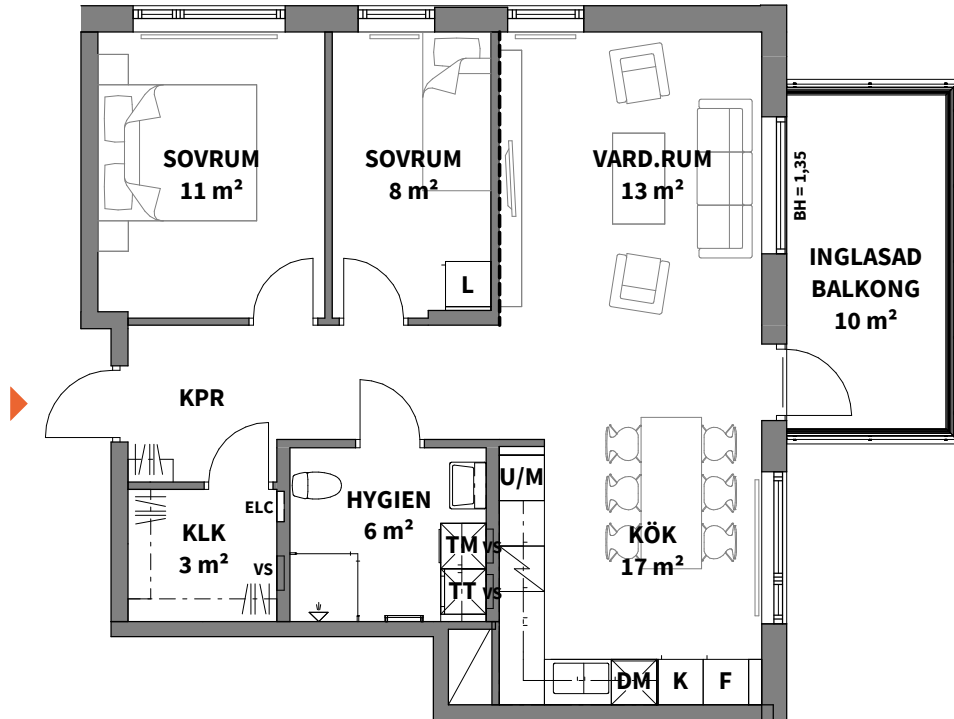 SOVRUM
11 m²
SOVRUM
8 m²
VARD.RUM
13 m²
BH = 1,35
INGLASAD
BALKONG
10 m²
L
KPR
U/M
ELC
HYGIEN
6 m²
KLK
3 m²
VS
TM
VS
TT
VS
KÖK
17 m²
DM
K
F